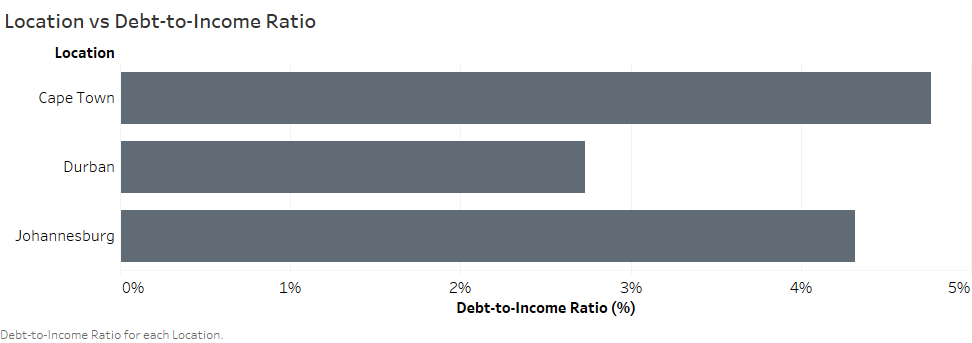 Location vs Debt-to-Income Ratio
Location
Cape Town
Durban
Johannesburg
0% 1% 2% 3% 4% 5%
Debt-to-Income Ratio (%)
Debt-to-Income Ratio for each Location.